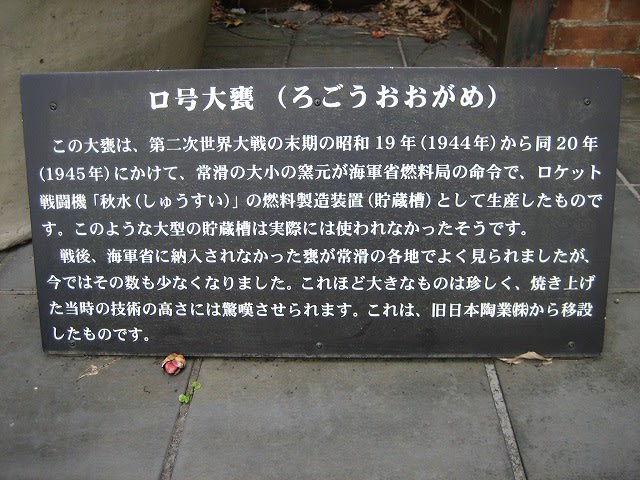 ロ号大甕（ろごうおおがめ）
この大甕は、第二次世界大戦の末期の昭和19年(1944年)から同20年
(1945年)にかけて、常滑の大小の窯元が海軍省燃料局の命令で、ロケット
戦闘機「秋水(しゅうすい)」の燃料製造装置(貯蔵槽)として生産したもので
す。このような大型の貯蔵槽は実際には使われなかったそうです。
戦後、海軍省に納入されなかった甕が常滑の各地でよく見られましたが、
今ではその数も少なくなりました。これほど大きなものは珍しく、焼き上げ
た当時の技術の高さには驚嘆させられます。これは、旧日本陶業㈱から移設
したものです。